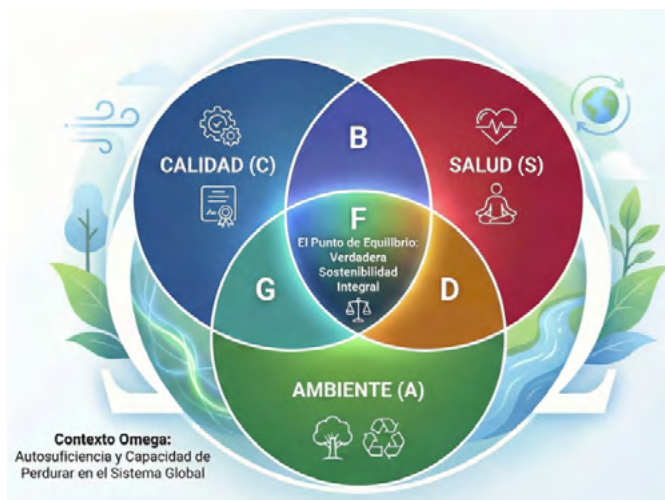 B
CALIDAD (C)
SALUD (S)
F
El Punto de Equilibrio:
Verdadera
Sostenibilidad
Integral
G
D
AMBIENTE (A)
Contexto Omega:
Autosuficiencia y Capacidad de
Perdurar en el Sistema Global